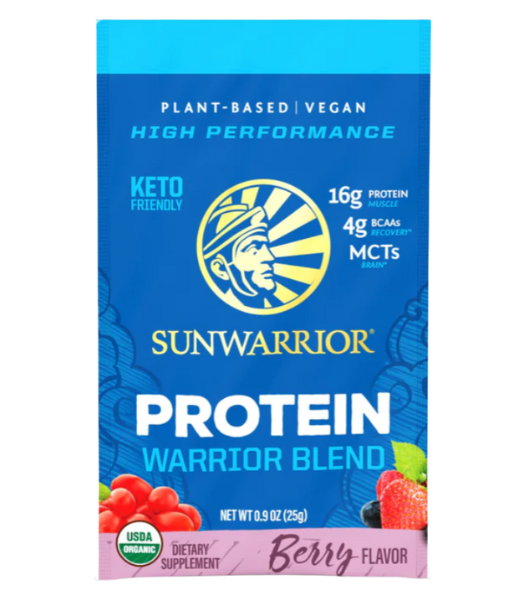 PLANT-BASED | VEGAN
HIGH PERFORMANCE
KETO
FRIENDLY
16g PROTEIN
MUSCLE
4g BCAAs
RECOVERY*
MCTs
BRAIN*
SUNWARRIOR®
PROTEIN
WARRIOR BLEND
NET WT 0.9 OZ (25g)
USDA
ORGANIC
DIETARY
SUPPLEMENT
Berry FLAVOR